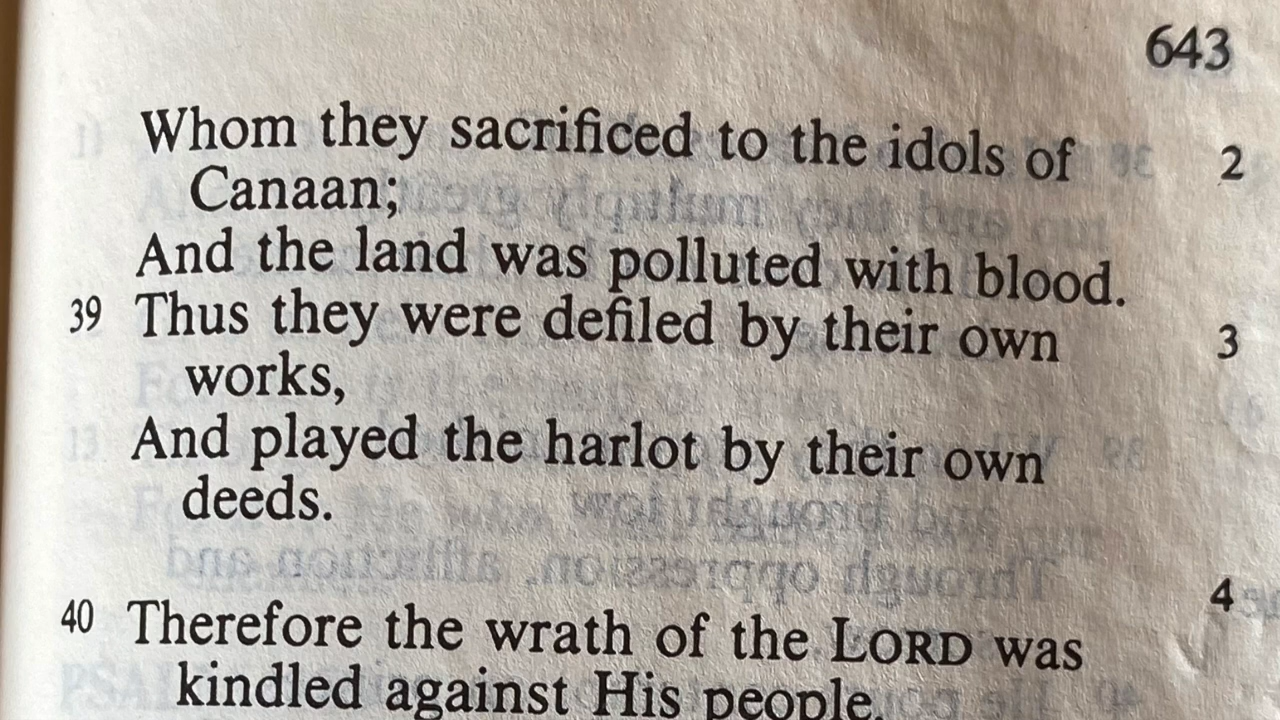 643
Whom they sacrificed to the idols of
Canaan;
And the land was polluted with blood.
39 Thus they were defiled by their own
works,
And played the harlot by their own
deeds.
40 Therefore the wrath of the LORD was
kindled against His people,
2
3
4